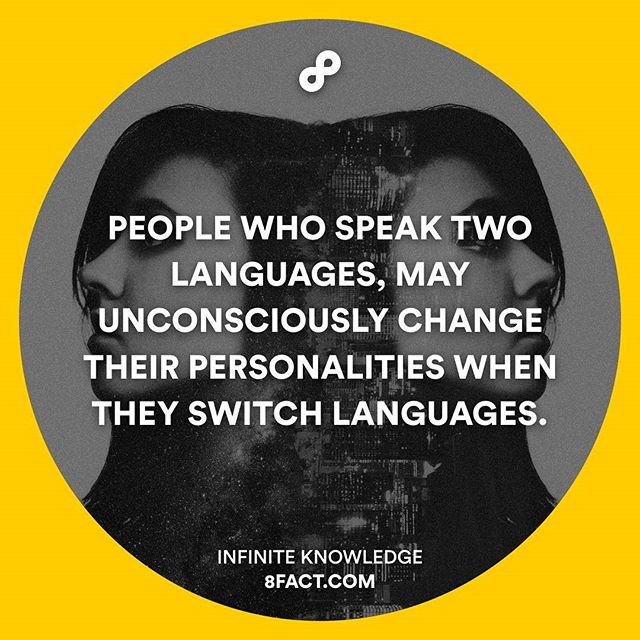 PEOPLE WHO SPEAK TWO
LANGUAGES, MAY
UNCONSCIOUSLY CHANGE
THEIR PERSONALITIES WHEN
THEY SWITCH LANGUAGES.
INFINITE KNOWLEDGE
8FACT.COM